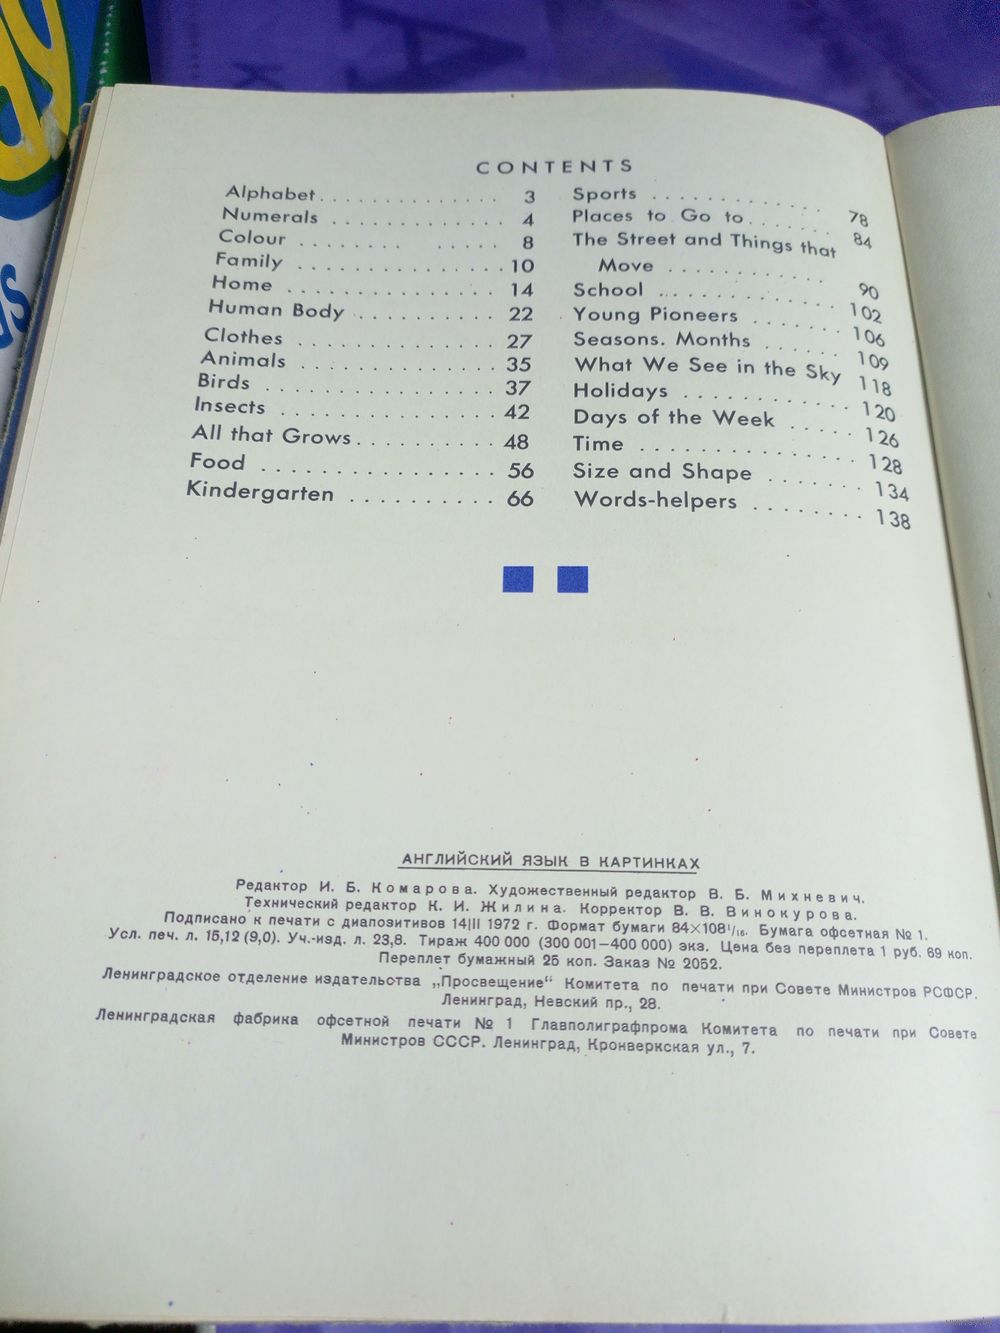 CONTENTS
Alphabet . . . . . . . . . . . . . . 3
Numerals . . . . . . . . . . . . . 4
Colour . . . . . . . . . . . . . 8
Family . . . . . . . . . . . . . . . . 10
Home . . . . . . . . . . . . . . . . 14
Human Body . . . . . . . . . . . . 22
Clothes . . . . . . . . . . . . . . . 27
Animals . . . . . . . . . . . . . . . 35
Birds . . . . . . . . . . . . . . . . . 37
Insects . . . . . . . . . . . . . . . . 42
All that Grows . . . . . . . . . . . 48
Food . . . . . . . . . . . . . . . . . 56
Kindergarten . . . . . . . . . . . 66
Sports . . . . . . . . . . . . . 78
Places to Go to . . . . . . . 84
The Street and Things that
Move . . . . . . . . . . . . 90
School . . . . . . . . . . . . . 102
Young Pioneers . . . . . . . 106
Seasons. Months . . . . . . 109
What We See in the Sky 118
Holidays . . . . . . . . . . . . 120
Days of the Week . . . . . 126
Time . . . . . . . . . . . . . . . 128
Size and Shape . . . . . . . 134
Words-helpers . . . . . . . . 138
АНГЛИЙСКИЙ ЯЗЫК В КАРТИНКАХ
Редактор И. Б. Комарова. Художественный редактор В. Б. Михневич.
Технический редактор К. И. Жилина. Корректор В. В. Винокурова.
Подписано к печати с диапозитивов 14|II 1972 г. Формат бумаги 84×108¹/₁₆. Бумага офсетная № 1.
Усл. печ. л. 15,12 (9,0). Уч.-изд. л. 23,8. Тираж 400 000 (300 001—400 000) экз. Цена без переплета 1 руб. 69 коп.
Переплет бумажный 25 коп. Заказ № 2052.
Ленинградское отделение издательства „Просвещение“ Комитета по печати при Совете Министров РСФСР.
Ленинград, Невский пр., 28.
Ленинградская фабрика офсетной печати № 1 Главполиграфпрома Комитета по печати при Совете
Министров СССР. Ленинград, Кронверкская ул., 7.